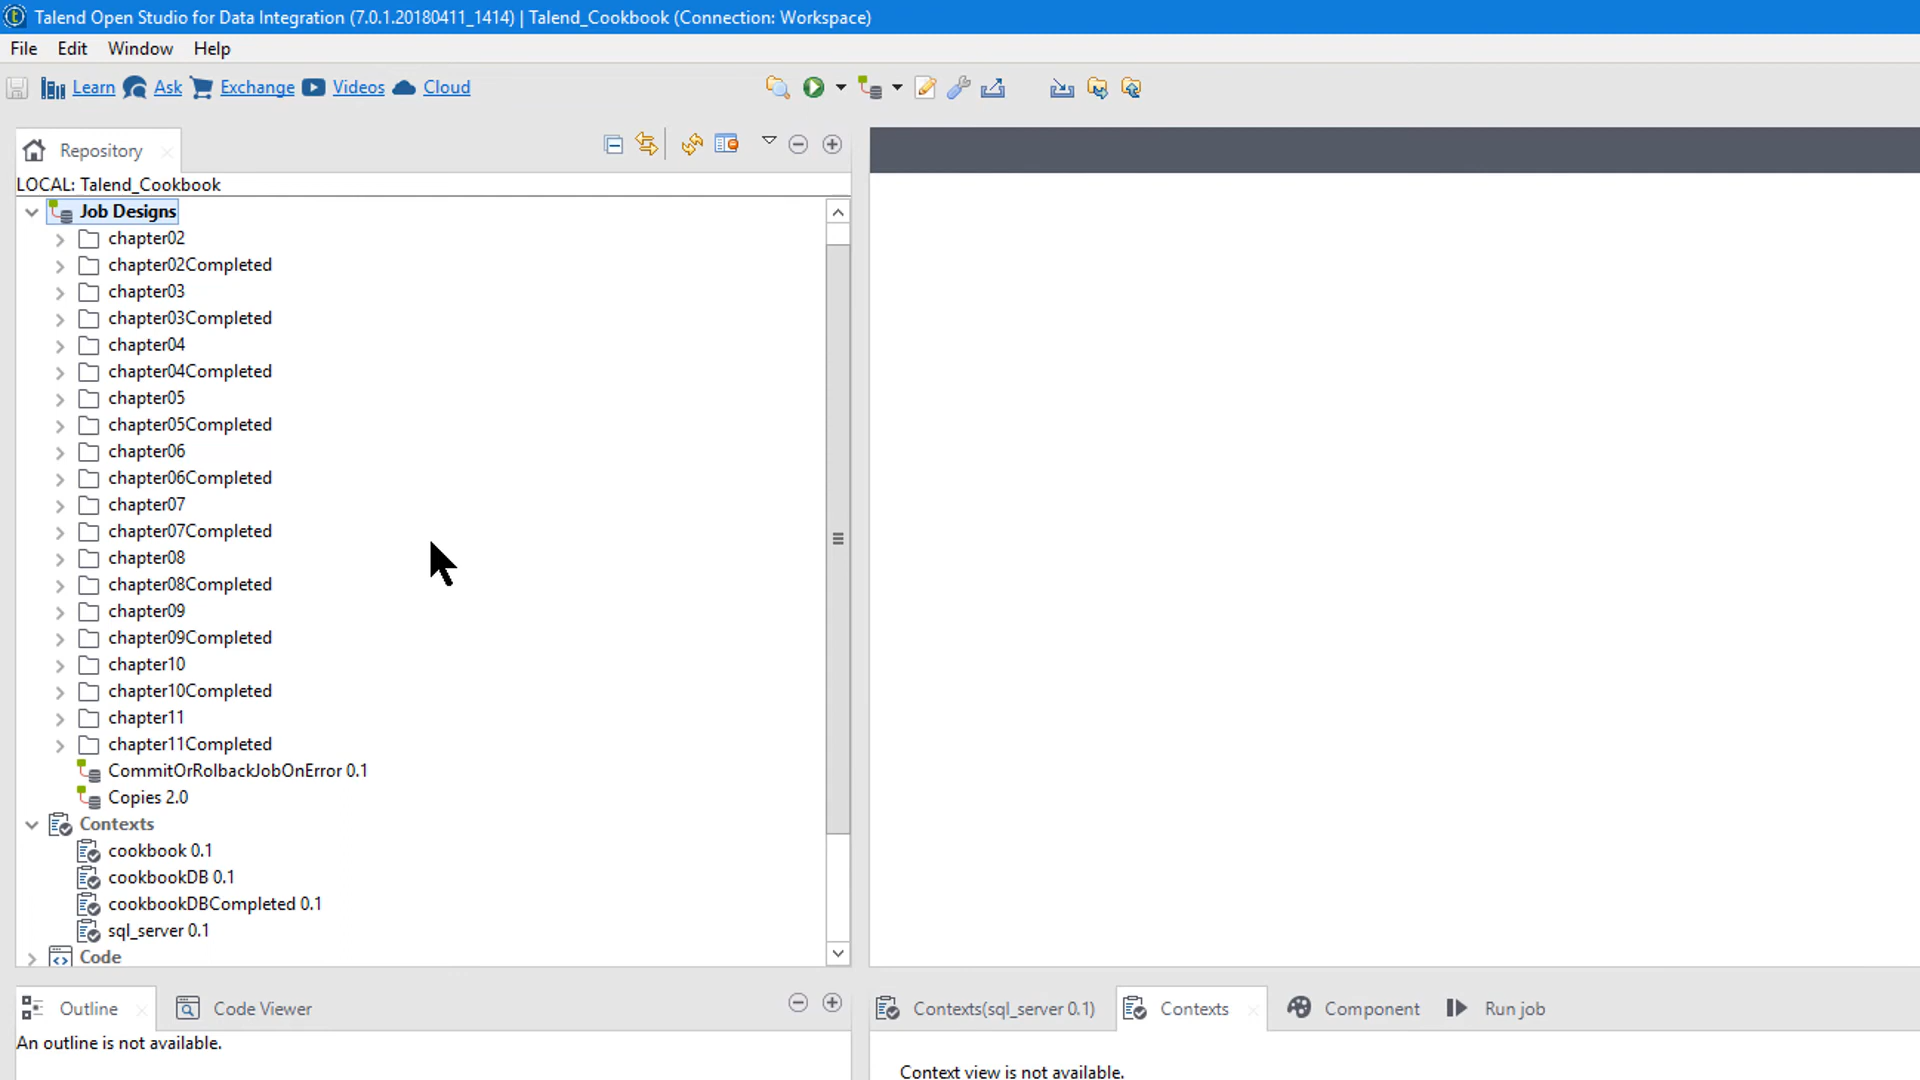 Talend Open Studio for Data Integration (7.0.1.20180411_1414) | Talend_Cookbook (Connection: Workspace)
File Edit Window Help
Learn Ask Exchange Videos Cloud
Repository
LOCAL: Talend_Cookbook
Job Designs
chapter02
chapter02Completed
chapter03
chapter03Completed
chapter04
chapter04Completed
chapter05
chapter05Completed
chapter06
chapter06Completed
chapter07
chapter07Completed
chapter08
chapter08Completed
chapter09
chapter09Completed
chapter10
chapter10Completed
chapter11
chapter11Completed
CommitOrRolbackJobOnError 0.1
Copies 2.0
Contexts
cookbook 0.1
cookbookDB 0.1
cookbookDBCompleted 0.1
sql_server 0.1
Code
Outline Code Viewer
An outline is not available.
Contexts(sql_server 0.1) Contexts Component Run job
Context view is not available.